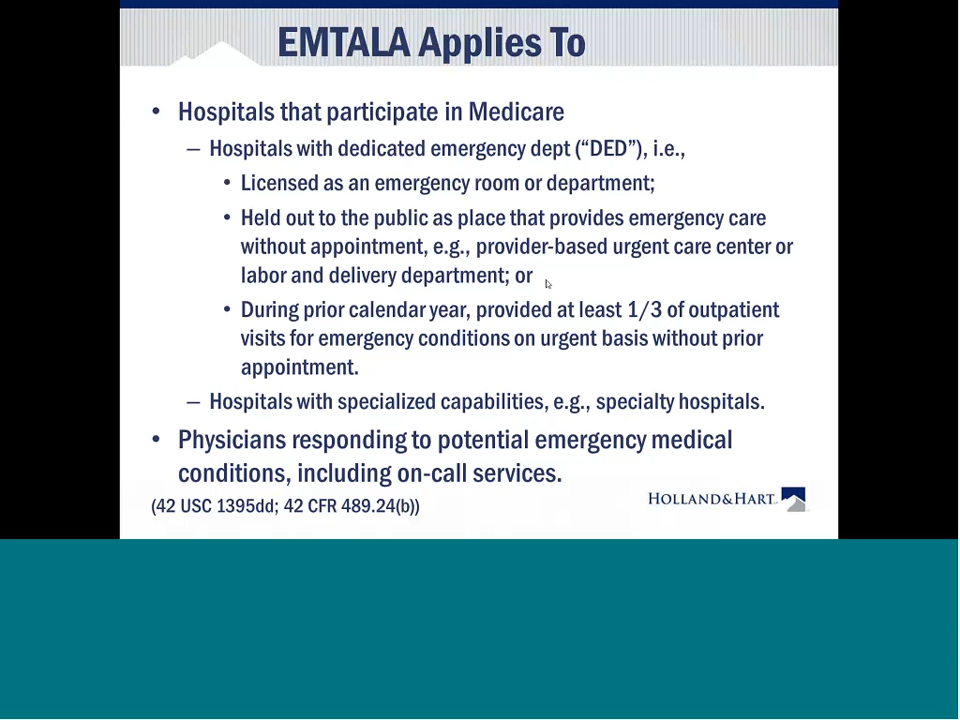 EMTALA Applies To
• Hospitals that participate in Medicare
– Hospitals with dedicated emergency dept (“DED”), i.e.,
• Licensed as an emergency room or department;
• Held out to the public as place that provides emergency care
without appointment, e.g., provider-based urgent care center or
labor and delivery department; or
• During prior calendar year, provided at least 1/3 of outpatient
visits for emergency conditions on urgent basis without prior
appointment.
– Hospitals with specialized capabilities, e.g., specialty hospitals.
• Physicians responding to potential emergency medical
conditions, including on-call services.
(42 USC 1395dd; 42 CFR 489.24(b))
HOLLAND&HART